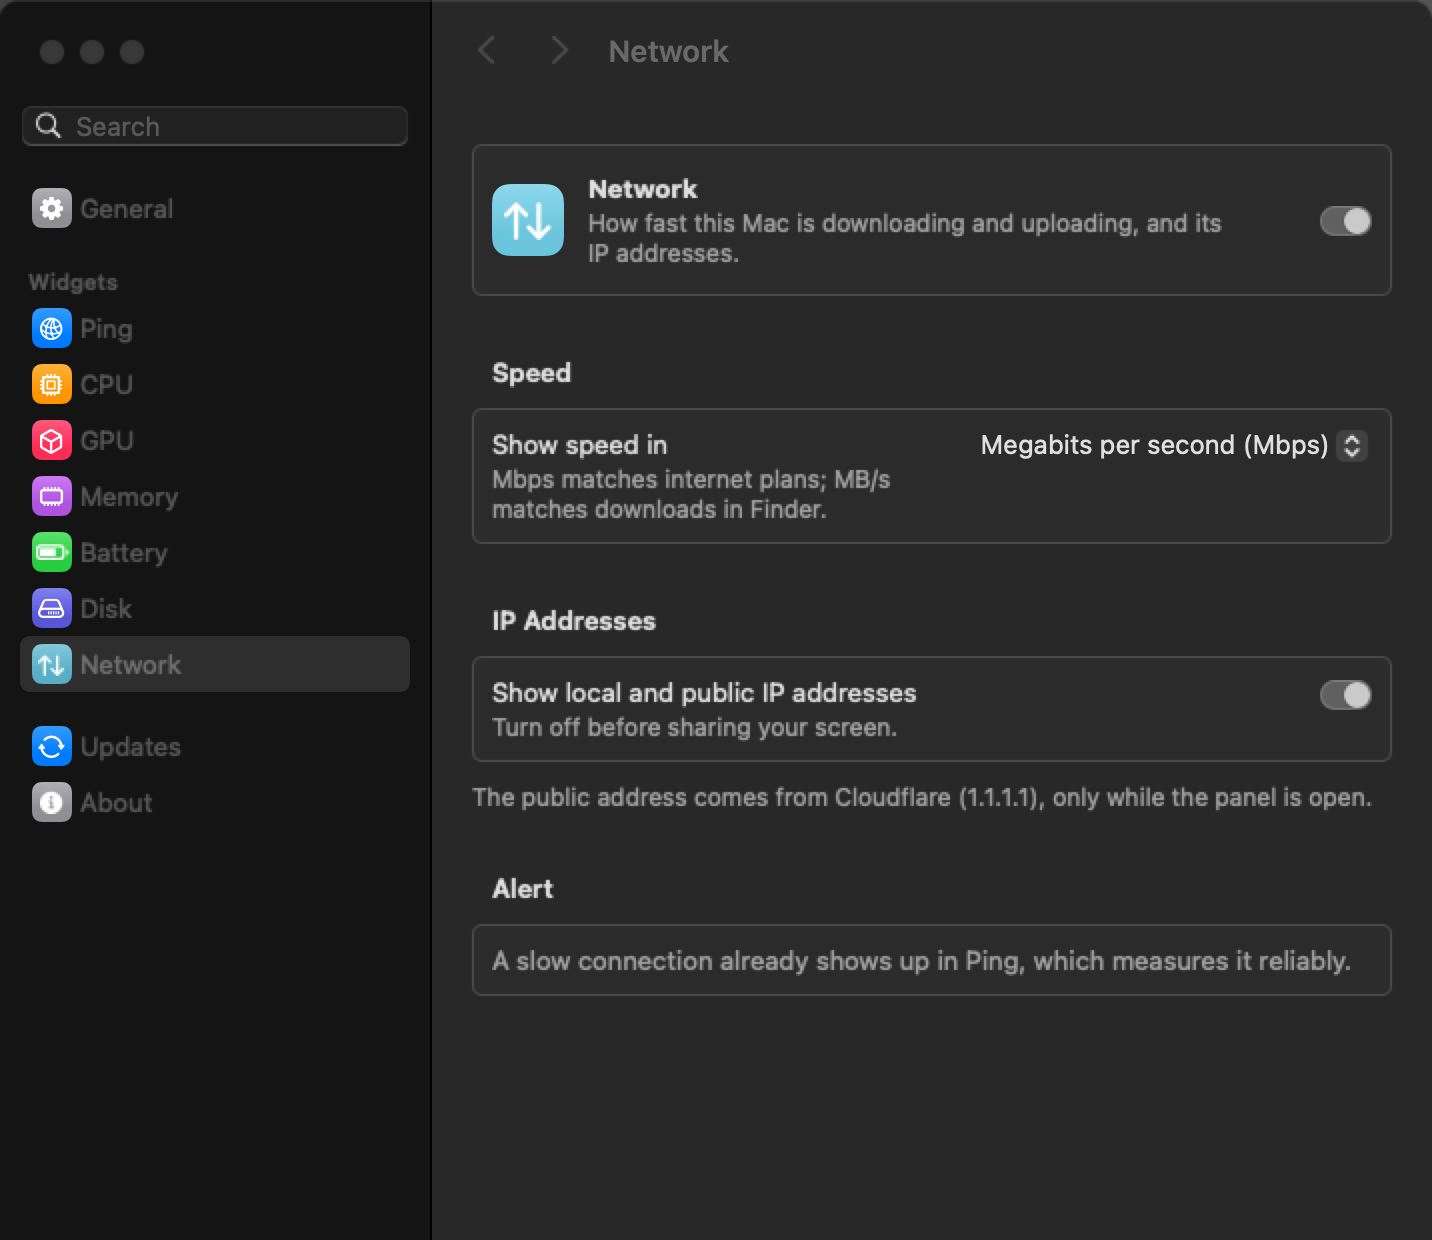 Network
Search
General
Widgets
Ping
CPU
GPU
Memory
Battery
Disk
Network
Updates
About
Network
How fast this Mac is downloading and uploading, and its
IP addresses.
Speed
Show speed in
Megabits per second (Mbps)
Mbps matches internet plans; MB/s
matches downloads in Finder.
IP Addresses
Show local and public IP addresses
Turn off before sharing your screen.
The public address comes from Cloudflare (1.1.1.1), only while the panel is open.
Alert
A slow connection already shows up in Ping, which measures it reliably.